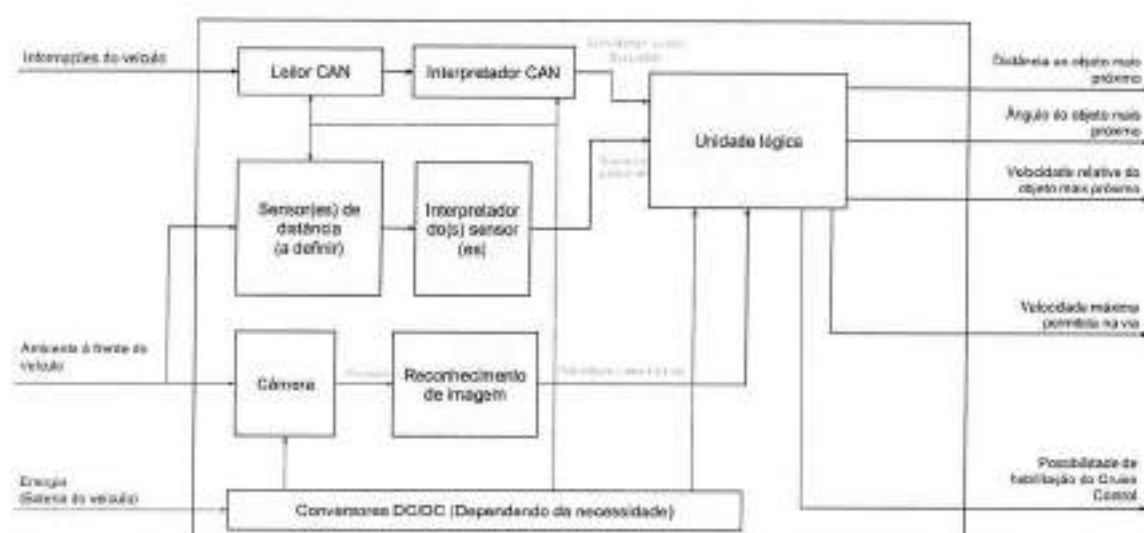 Informações do veículo
Leitor CAN
Interpretador CAN
Unidade lógica
Distância ao objeto mais
próximo
Ângulo do objeto mais
próximo
Velocidade relative do
objeto mais próximo
Sensor(es) de
distância
(a definir)
Interpretador
do(s) sensor
(es)
Velocidade máxima
permitida na via
Ambiente à frente do
veículo
Câmera
Reconhecimento
de imagem
Possibilidade de
habilitação do Cruise
Control
Energia
(Bateria do veículo)
Conversores DC/DC (Dependendo da necessidade)